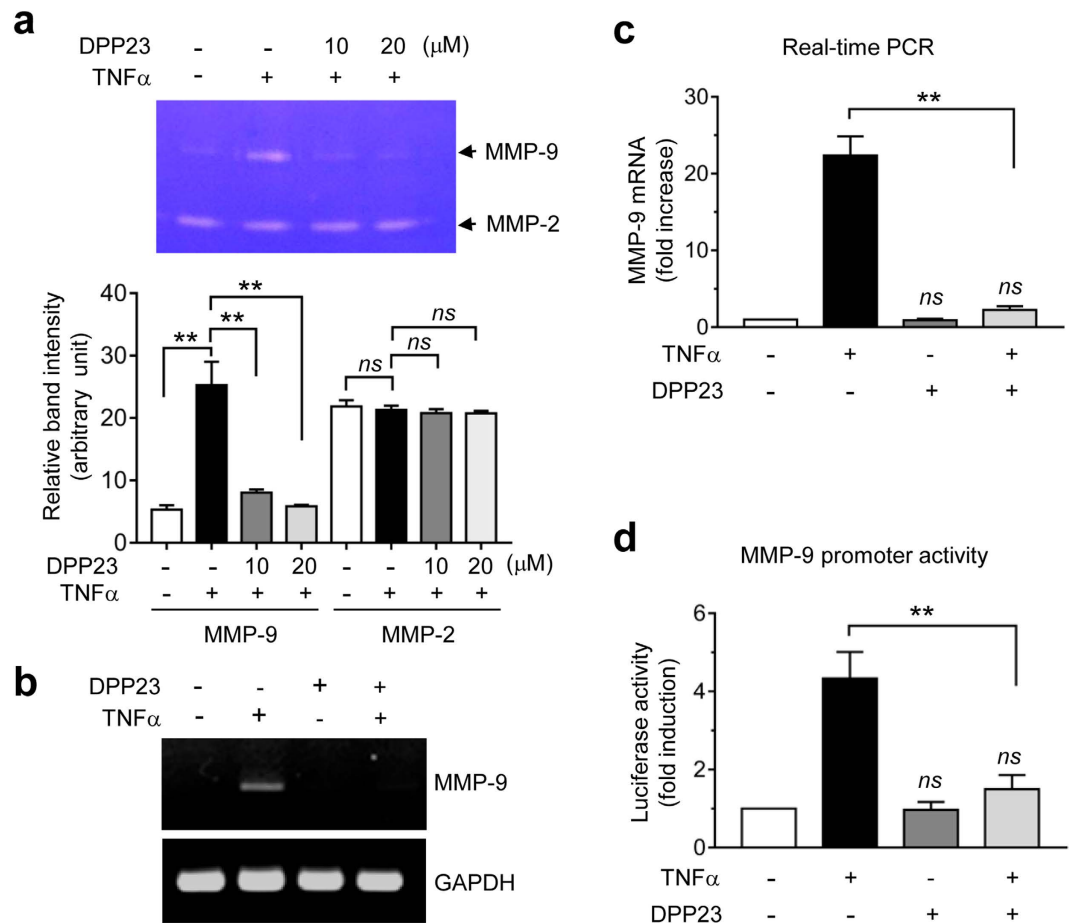 a
DPP23 - - 10 20 (μM)
TNFα - + + +
MMP-9
MMP-2
Relative band intensity
(arbitrary unit)
40
30
20
10
0
** ** ** ns ns ns
DPP23 - - 10 20 - - 10 20 (μM)
TNFα - + + + - + + +
MMP-9 MMP-2
b
DPP23 - - + +
TNFα - + - +
MMP-9
GAPDH
c
Real-time PCR
MMP-9 mRNA
(fold increase)
30
20
10
0
**
ns ns
TNFα - + - +
DPP23 - - + +
d
MMP-9 promoter activity
Luciferase activity
(fold induction)
6
4
2
0
**
ns ns
TNFα - + - +
DPP23 - - + +